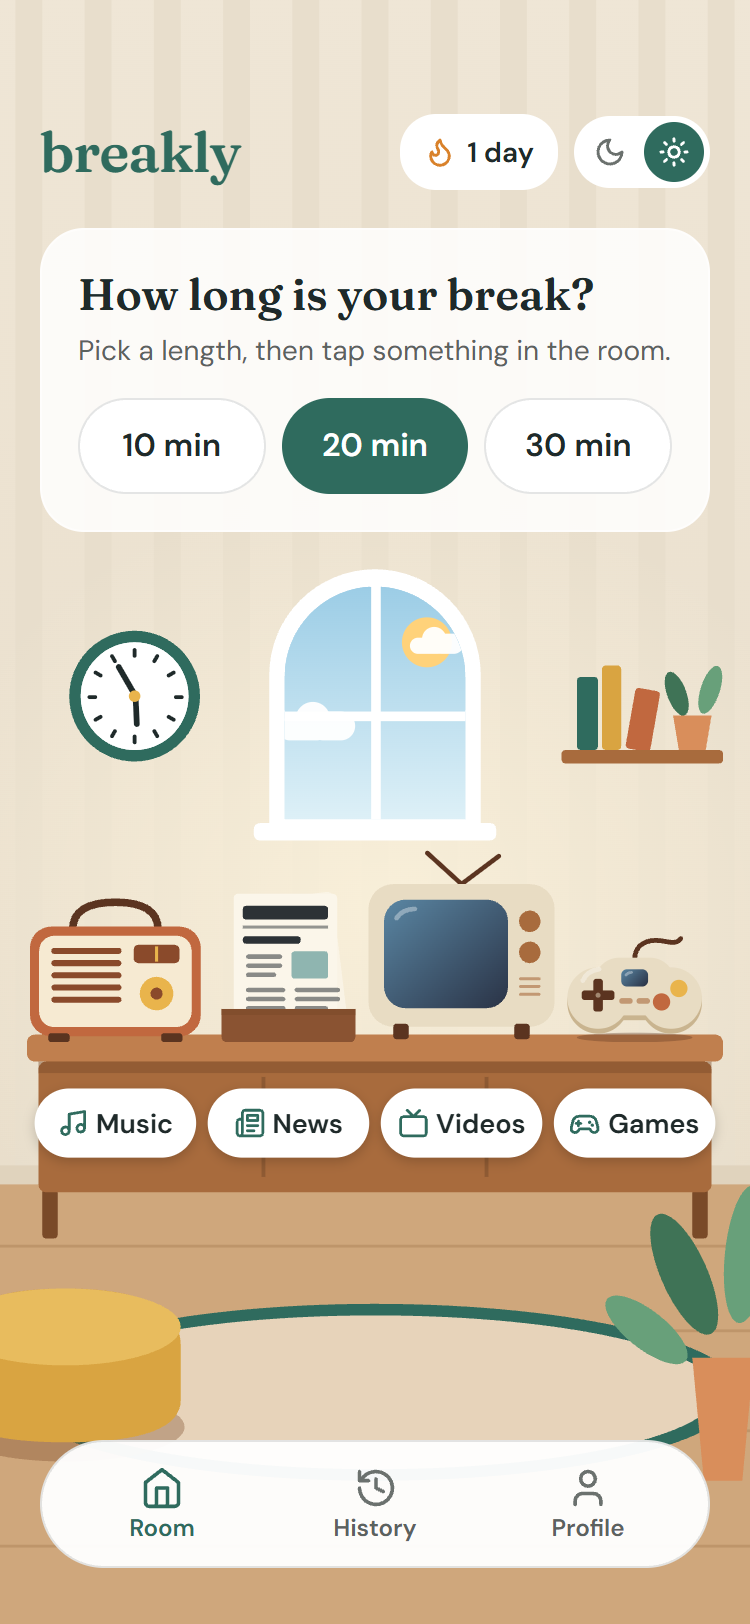 breakly
1 day
How long is your break?
Pick a length, then tap something in the room.
10 min
20 min
30 min
Music
News
Videos
Games
Room
History
Profile